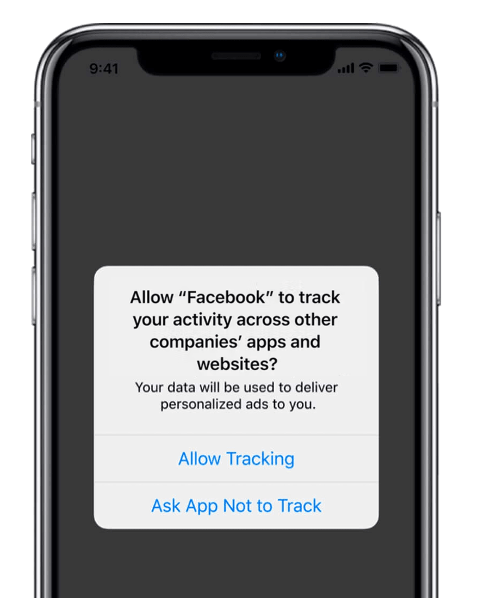 9:41
Allow “Facebook” to track
your activity across other
companies’ apps and
websites?
Your data will be used to deliver
personalized ads to you.
Allow Tracking
Ask App Not to Track